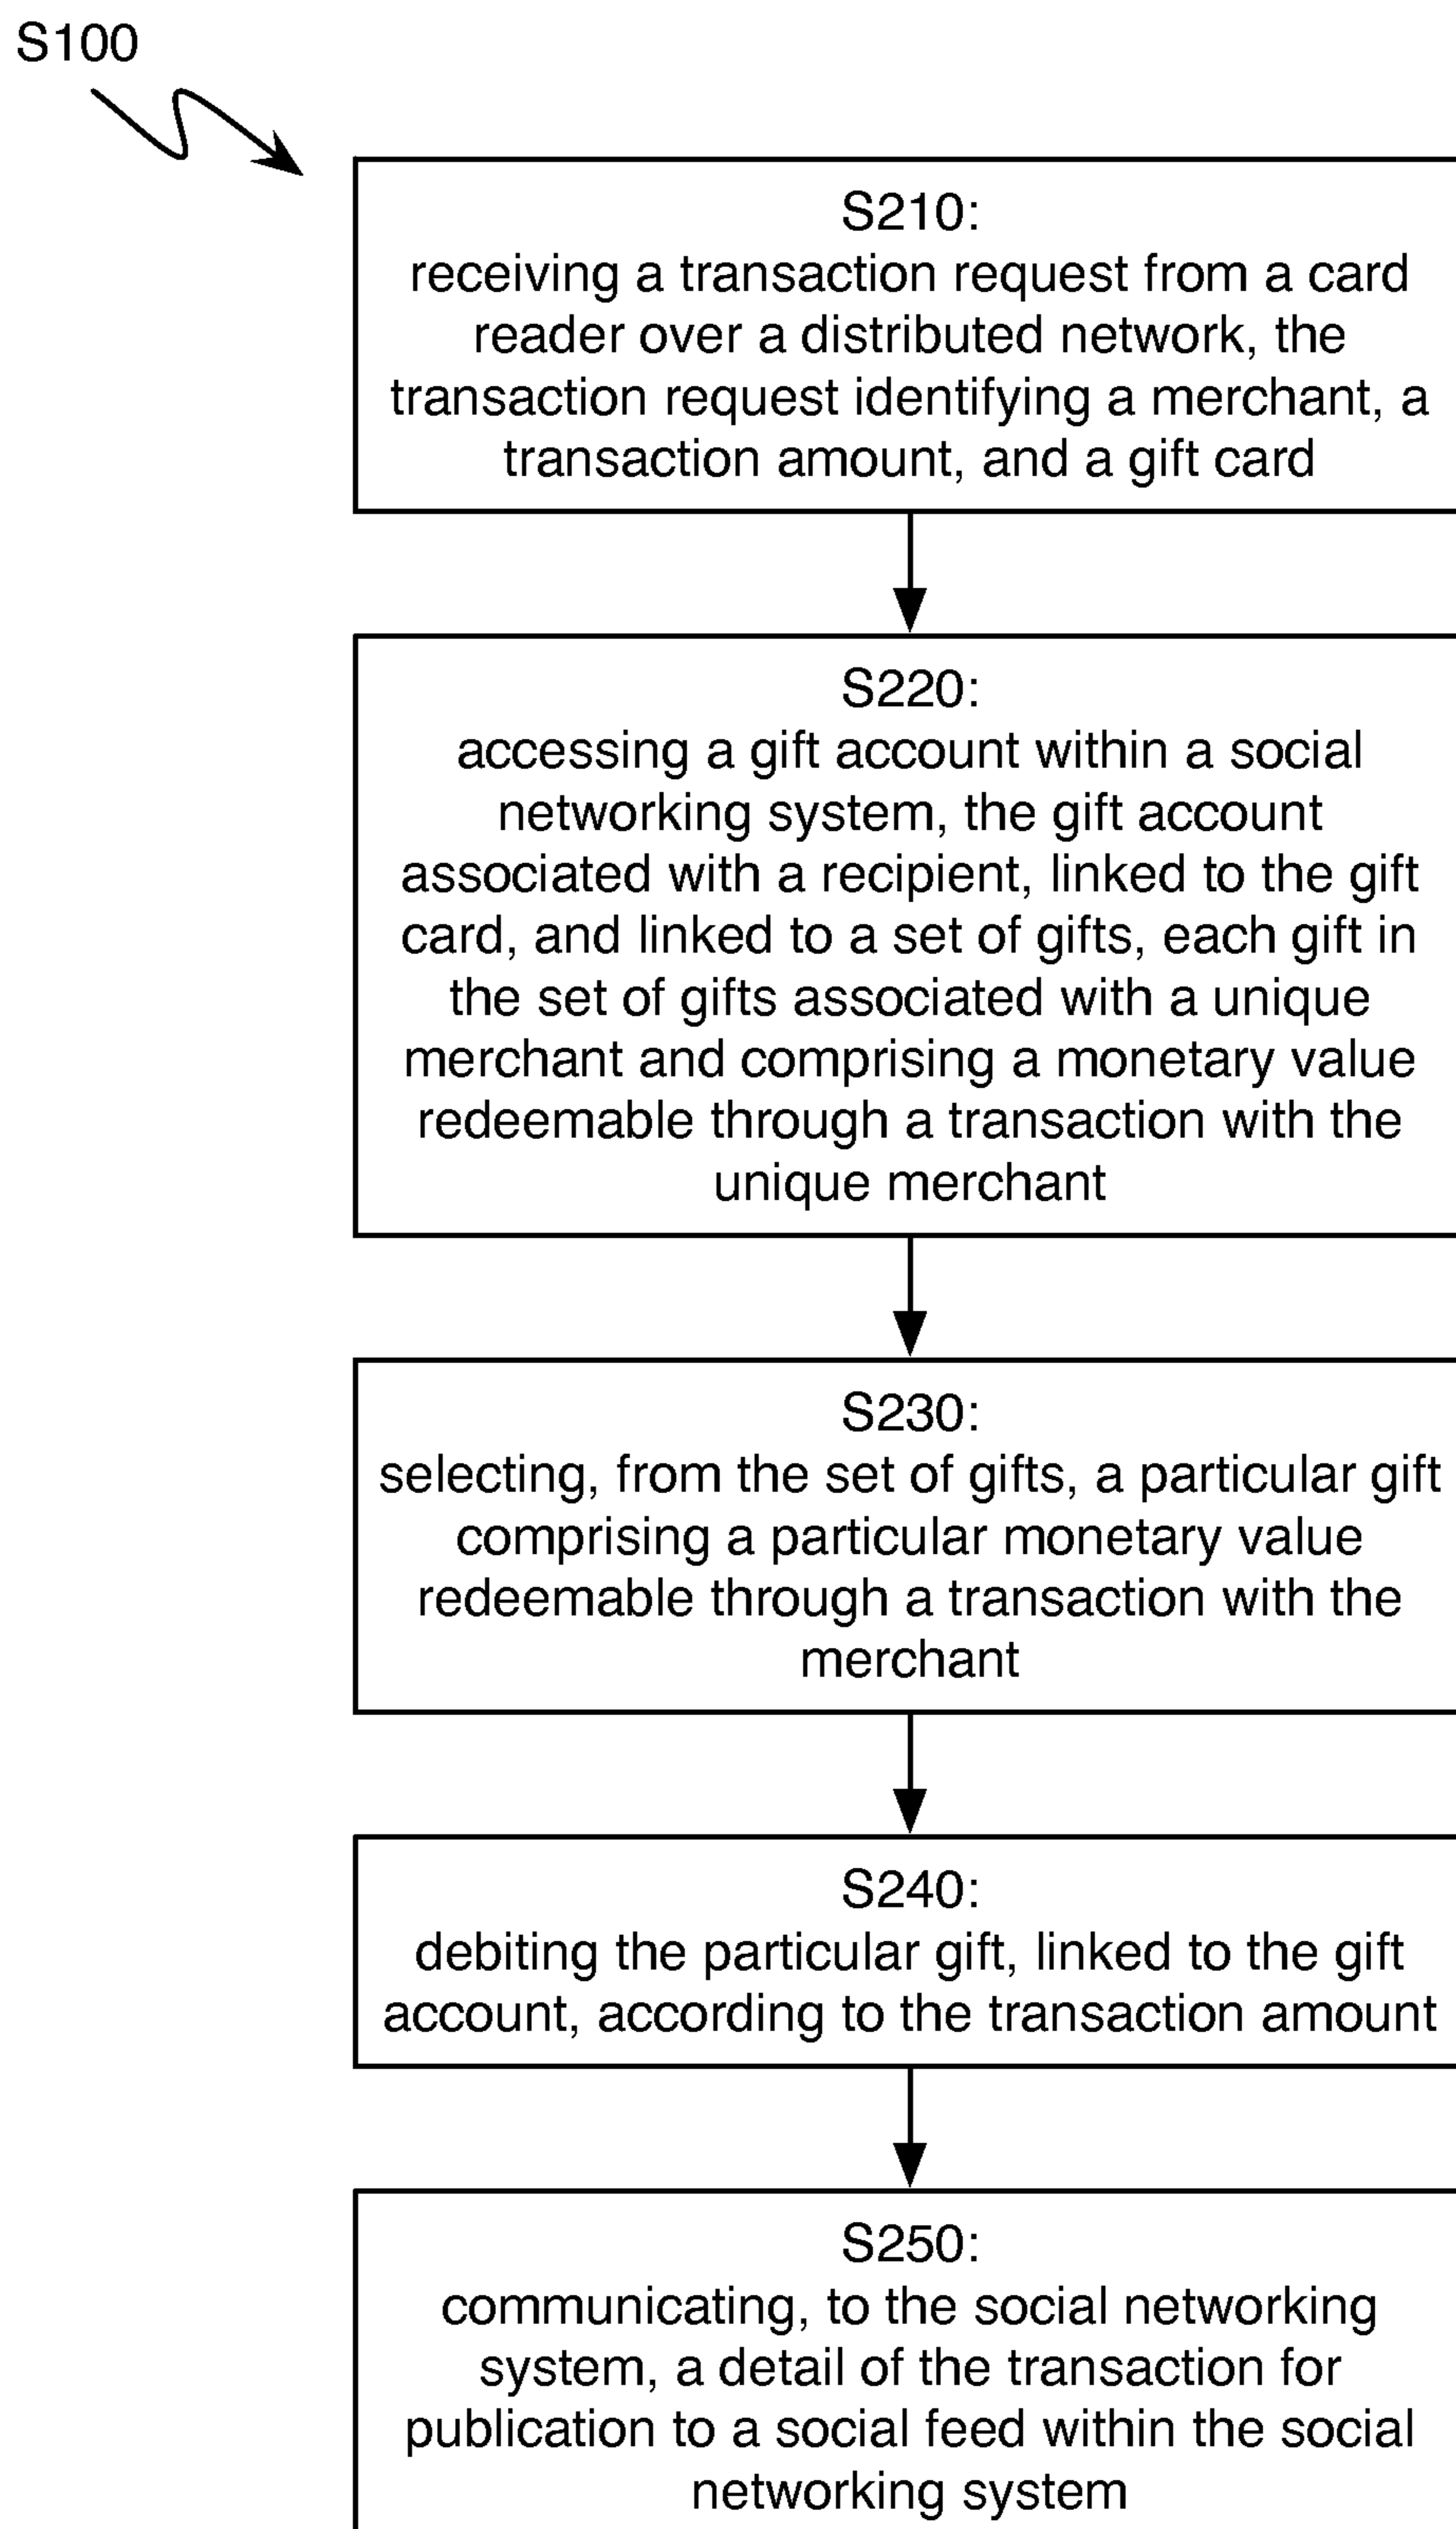 S100
S210:
receiving a transaction request from a card
reader over a distributed network, the
transaction request identifying a merchant, a
transaction amount, and a gift card
S220:
accessing a gift account within a social
networking system, the gift account
associated with a recipient, linked to the gift
card, and linked to a set of gifts, each gift in
the set of gifts associated with a unique
merchant and comprising a monetary value
redeemable through a transaction with the
unique merchant
S230:
selecting, from the set of gifts, a particular gift
comprising a particular monetary value
redeemable through a transaction with the
merchant
S240:
debiting the particular gift, linked to the gift
account, according to the transaction amount
S250:
communicating, to the social networking
system, a detail of the transaction for
publication to a social feed within the social
networking system